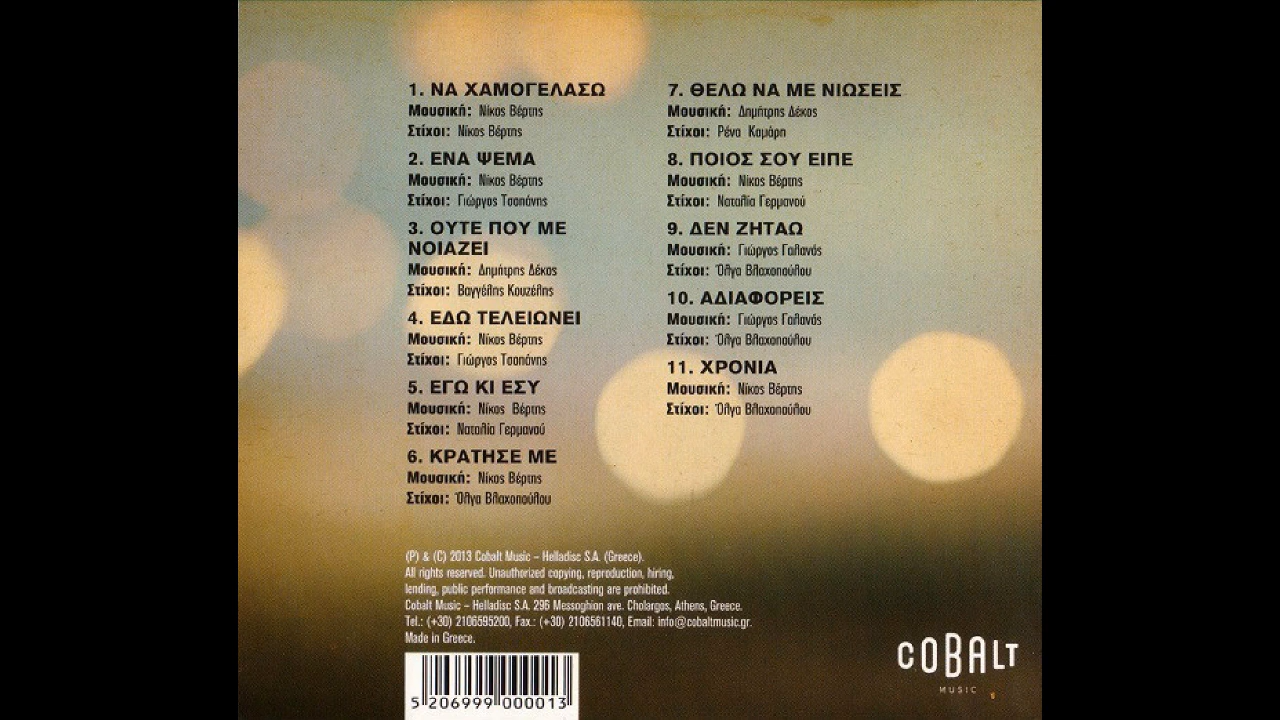 1. ΝΑ ΧΑΜΟΓΕΛΑΣΩ
Μουσική: Νίκος Βέρτης
Στίχοι: Νίκος Βέρτης
2. ΕΝΑ ΨΕΜΑ
Μουσική: Νίκος Βέρτης
Στίχοι: Γιώργος Τσοπάνης
3. ΟΥΤΕ ΠΟΥ ΜΕ
ΝΟΙΑΖΕΙ
Μουσική: Δημήτρης Δέκος
Στίχοι: Βαγγέλης Κουζέλης
4. ΕΔΩ ΤΕΛΕΙΩΝΕΙ
Μουσική: Νίκος Βέρτης
Στίχοι: Γιώργος Τσοπάνης
5. ΕΓΩ ΚΙ ΕΣΥ
Μουσική: Νίκος Βέρτης
Στίχοι: Ναταλία Γερμανού
6. ΚΡΑΤΗΣΕ ΜΕ
Μουσική: Νίκος Βέρτης
Στίχοι: Όλγα Βλαχοπούλου
7. ΘΕΛΩ ΝΑ ΜΕ ΝΙΩΣΕΙΣ
Μουσική: Δημήτρης Δέκος
Στίχοι: Ρένα Καμάρη
8. ΠΟΙΟΣ ΣΟΥ ΕΙΠΕ
Μουσική: Νίκος Βέρτης
Στίχοι: Ναταλία Γερμανού
9. ΔΕΝ ΖΗΤΑΩ
Μουσική: Γιώργος Γαλανός
Στίχοι: Όλγα Βλαχοπούλου
10. ΑΔΙΑΦΟΡΕΙΣ
Μουσική: Γιώργος Γαλανός
Στίχοι: Όλγα Βλαχοπούλου
11. ΧΡΟΝΙΑ
Μουσική: Νίκος Βέρτης
Στίχοι: Όλγα Βλαχοπούλου
(P) & (C) 2013 Cobalt Music – Helladisc S.A. (Greece).
All rights reserved. Unauthorized copying, reproduction, hiring,
lending, public performance and broadcasting are prohibited.
Cobalt Music – Helladisc S.A. 296 Messoghion ave. Cholargos, Athens, Greece.
Tel.: (+30) 2106595200, Fax.: (+30) 2106561140, Email: info@cobaltmusic.gr.
Made in Greece.
5 206999 000013
COBALT
MUSIC